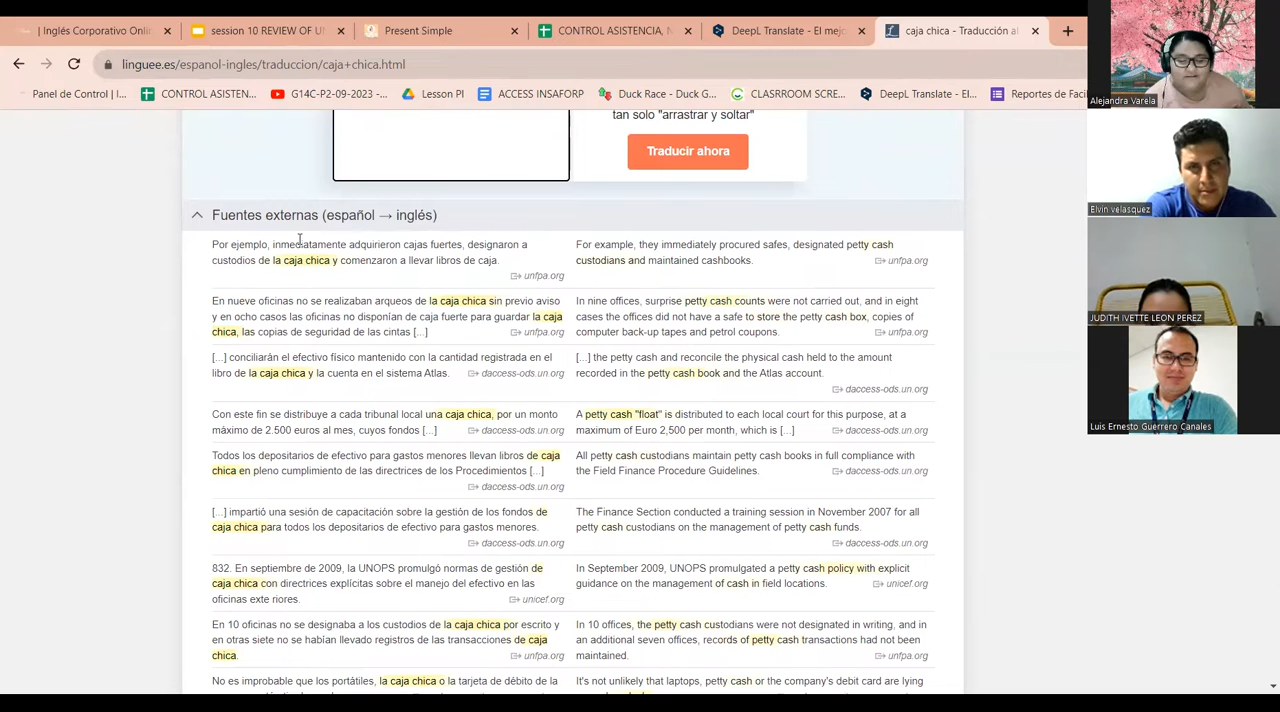 | Inglés Corporativo Onli
session 10 REVIEW OF U
Present Simple
CONTROL ASISTENCIA,
DeepL Translate - El mejo
caja chica - Traducción al
linguee.es/espanol-ingles/traduccion/caja+chica.html
Panel de Control | I...
CONTROL ASISTEN...
G14C-P2-09-2023 -...
Lesson Pl
ACCESS INSAFORP
Duck Race - Duck G...
CLASRROOM SCRE...
DeepL Translate - El...
Reportes de Facil
tan solo "arrastrar y soltar"
Traducir ahora
Fuentes externas (español → inglés)
Por ejemplo, inmediatamente adquirieron cajas fuertes, designaron a
custodios de la caja chica y comenzaron a llevar libros de caja.
unfpa.org
For example, they immediately procured safes, designated petty cash
custodians and maintained cashbooks.
unfpa.org
En nueve oficinas no se realizaban arqueos de la caja chica sin previo aviso
y en ocho casos las oficinas no disponían de caja fuerte para guardar la caja
chica, las copias de seguridad de las cintas [...]
unfpa.org
In nine offices, surprise petty cash counts were not carried out, and in eight
cases the offices did not have a safe to store the petty cash box, copies of
computer back-up tapes and petrol coupons.
unfpa.org
[...] conciliarán el efectivo físico mantenido con la cantidad registrada en el
libro de la caja chica y la cuenta en el sistema Atlas.
daccess-ods.un.org
[...] the petty cash and reconcile the physical cash held to the amount
recorded in the petty cash book and the Atlas account.
daccess-ods.un.org
Con este fin se distribuye a cada tribunal local una caja chica, por un monto
máximo de 2.500 euros al mes, cuyos fondos [...]
daccess-ods.un.org
A petty cash "float" is distributed to each local court for this purpose, at a
maximum of Euro 2,500 per month, which is [...]
daccess-ods.un.org
Todos los depositarios de efectivo para gastos menores llevan libros de caja
chica en pleno cumplimiento de las directrices de los Procedimientos [...]
daccess-ods.un.org
All petty cash custodians maintain petty cash books in full compliance with
the Field Finance Procedure Guidelines.
daccess-ods.un.org
[...] impartió una sesión de capacitación sobre la gestión de los fondos de
caja chica para todos los depositarios de efectivo para gastos menores.
daccess-ods.un.org
The Finance Section conducted a training session in November 2007 for all
petty cash custodians on the management of petty cash funds.
daccess-ods.un.org
832. En septiembre de 2009, la UNOPS promulgó normas de gestión de
caja chica con directrices explícitas sobre el manejo del efectivo en las
oficinas exte riores.
unicef.org
In September 2009, UNOPS promulgated a petty cash policy with explicit
guidance on the management of cash in field locations.
unicef.org
En 10 oficinas no se designaba a los custodios de la caja chica por escrito y
en otras siete no se habían llevado registros de las transacciones de caja
chica.
unfpa.org
In 10 offices, the petty cash custodians were not designated in writing, and in
an additional seven offices, records of petty cash transactions had not been
maintained.
unfpa.org
No es improbable que los portátiles, la caja chica o la tarjeta de débito de la
It's not unlikely that laptops, petty cash or the company's debit card are lying
Alejandra Varela
Elvin velasquez
JUDITH IVETTE LEON PEREZ
Luis Ernesto Guerrero Canales